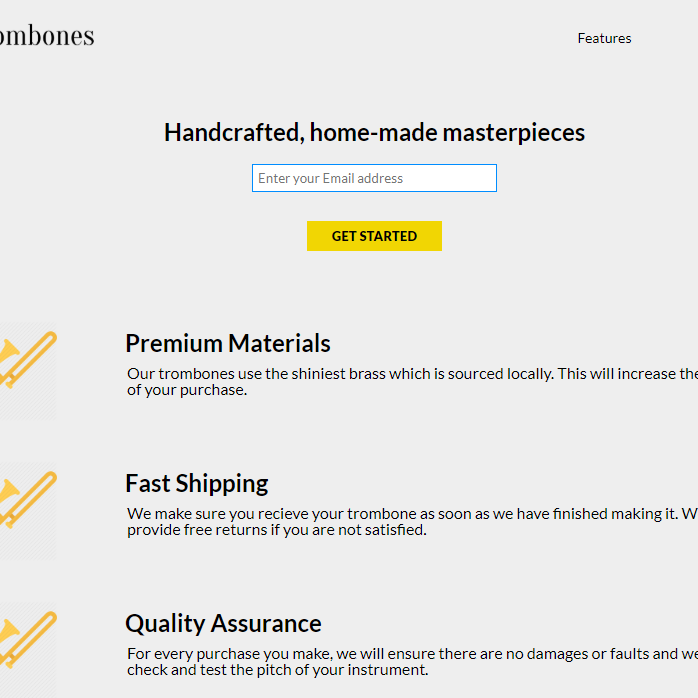 ombones
Features
Handcrafted, home-made masterpieces
Enter your Email address
GET STARTED
Premium Materials
Our trombones use the shiniest brass which is sourced locally. This will increase the
of your purchase.
Fast Shipping
We make sure you recieve your trombone as soon as we have finished making it. W
provide free returns if you are not satisfied.
Quality Assurance
For every purchase you make, we will ensure there are no damages or faults and we
check and test the pitch of your instrument.